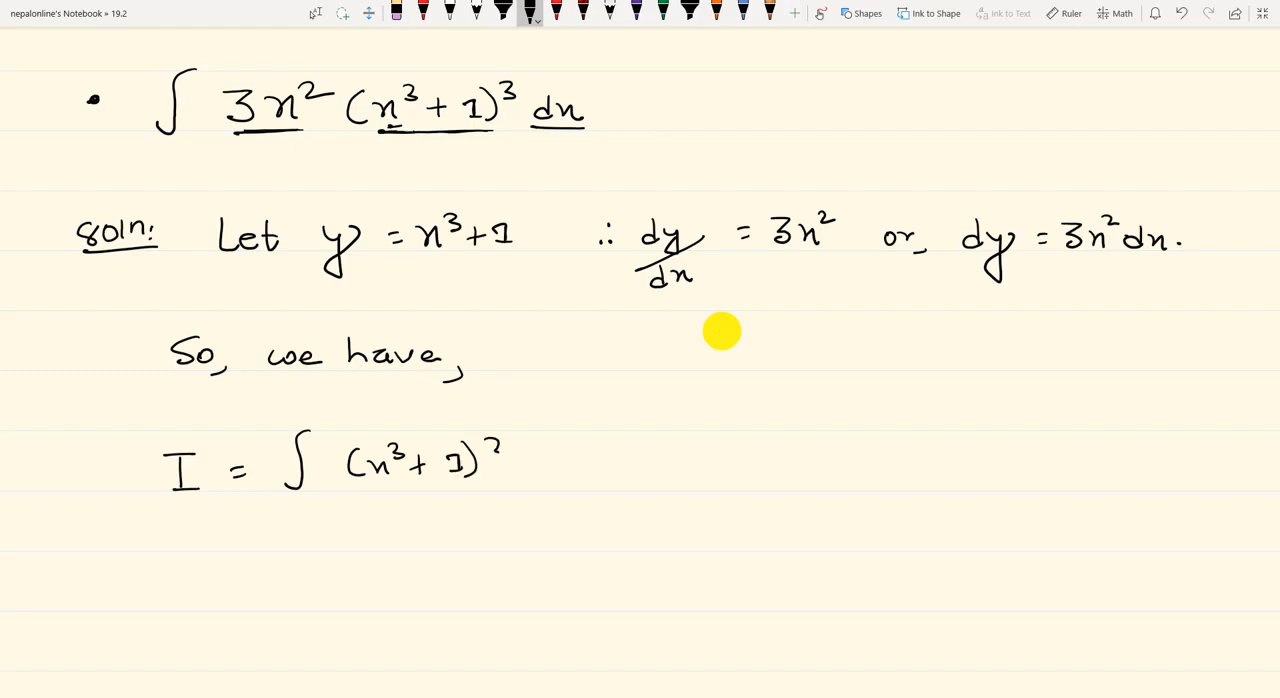 nepalonline's Notebook » 19.2
Shapes Ink to Shape Ink to Text Ruler Math
• ∫ 3x² (x³ + 1)³ dx
Soln: Let y = x³+1 ∴ dy/dx = 3x² or, dy = 3x² dx.
So, we have,
I = ∫ (x³ + 1)